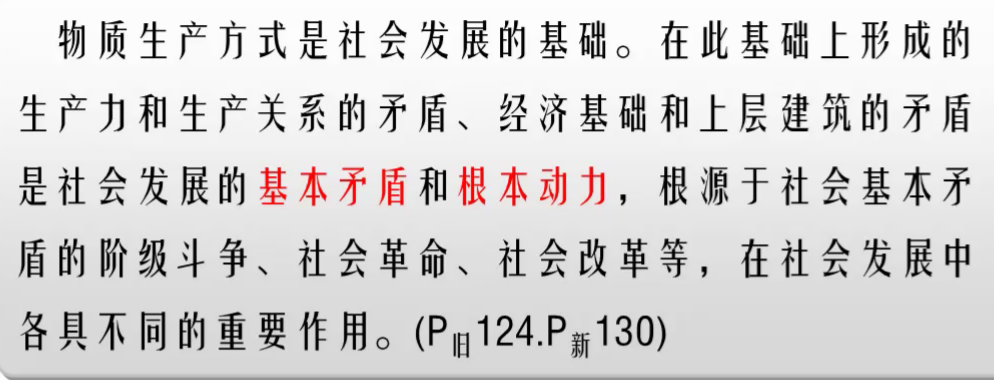 物质生产方式是社会发展的基础。在此基础上形成的
生产力和生产关系的矛盾、经济基础和上层建筑的矛盾
是社会发展的基本矛盾和根本动力，根源于社会基本矛
盾的阶级斗争、社会革命、社会改革等，在社会发展中
各具不同的重要作用。(P旧124.P新130)